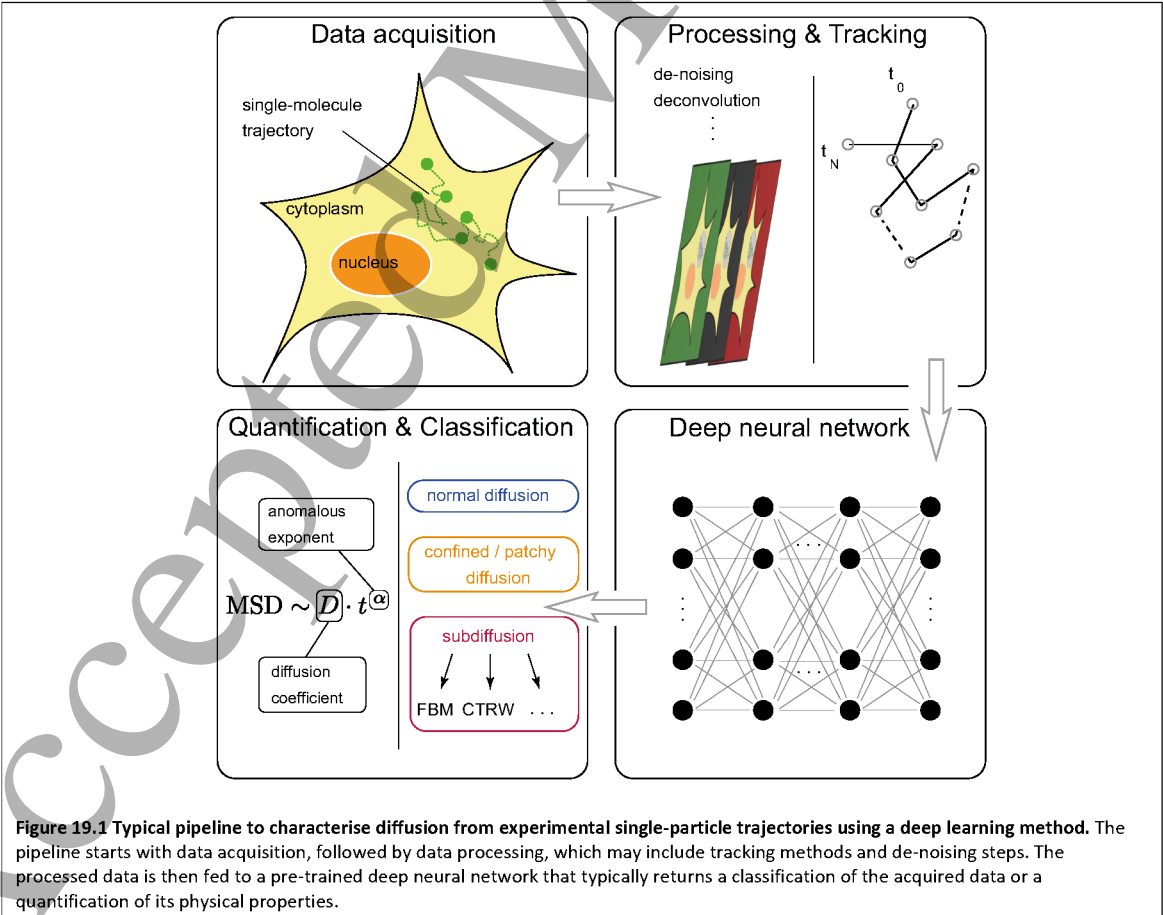 Data acquisition
single-molecule
trajectory
cytoplasm
nucleus
Processing & Tracking
de-noising
deconvolution
t0
tN
Quantification & Classification
anomalous
exponent
MSD ~ D · t^α
diffusion
coefficient
normal diffusion
confined / patchy
diffusion
subdiffusion
FBM CTRW ...
Deep neural network
Accepted M
Figure 19.1 Typical pipeline to characterise diffusion from experimental single-particle trajectories using a deep learning method. The
pipeline starts with data acquisition, followed by data processing, which may include tracking methods and de-noising steps. The
processed data is then fed to a pre-trained deep neural network that typically returns a classification of the acquired data or a
quantification of its physical properties.